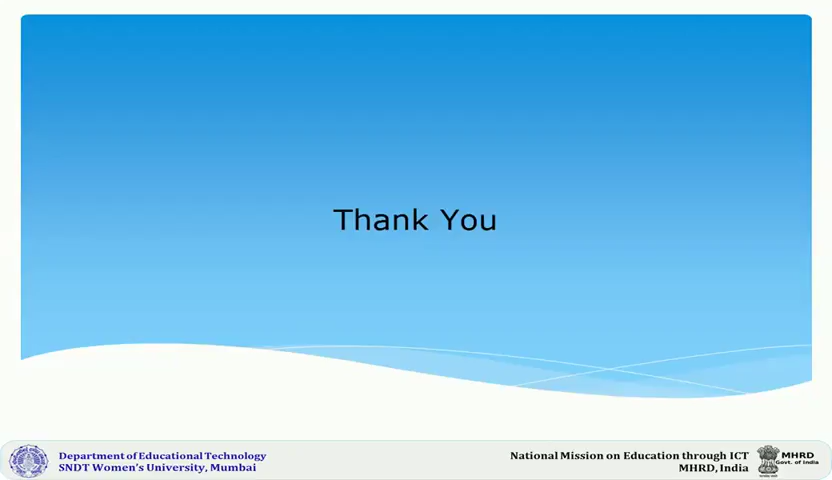 Thank You
Department of Educational Technology
SNDT Women's University, Mumbai
National Mission on Education through ICT
MHRD, India
MHRD
Govt. of India